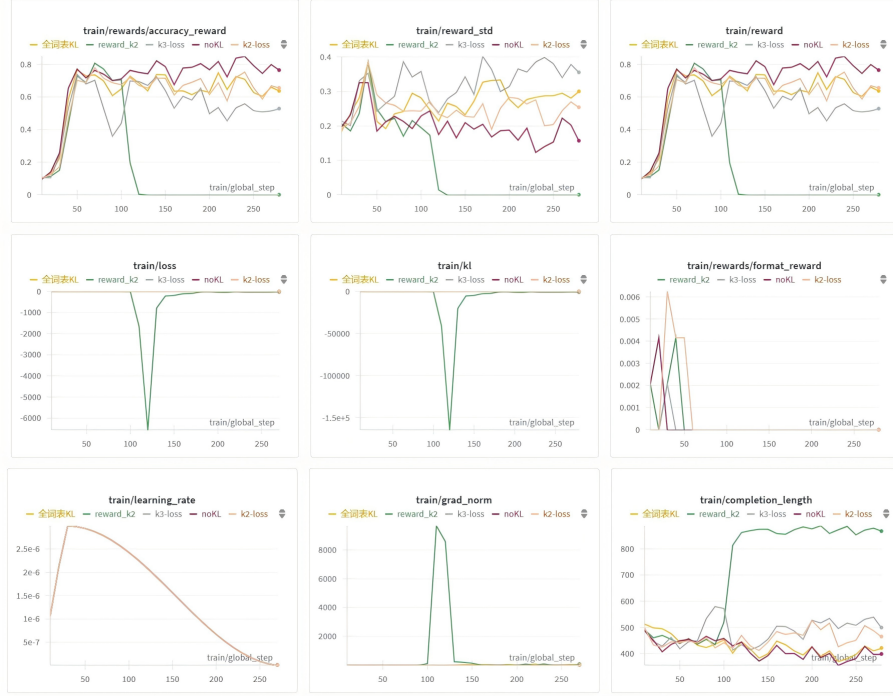 train/rewards/accuracy_reward
全词表KL reward_k2 k3-loss noKL k2-loss
0.8
0.6
0.4
0.2
0
train/global_step
50 100 150 200 250
train/reward_std
全词表KL reward_k2 k3-loss noKL k2-loss
0.4
0.3
0.2
0.1
0
train/global_step
50 100 150 200 250
train/reward
全词表KL reward_k2 k3-loss noKL k2-loss
0.8
0.6
0.4
0.2
0
train/global_step
50 100 150 200 250
train/loss
全词表KL reward_k2 k3-loss noKL k2-loss
0
-1000
-2000
-3000
-4000
-5000
-6000
train/global_step
50 100 150 200 250
train/kl
全词表KL reward_k2 k3-loss noKL k2-loss
0
-50000
-100000
-1.5e+5
train/global_step
50 100 150 200 250
train/rewards/format_reward
reward_k2 k3-loss noKL k2-loss
0.006
0.005
0.004
0.003
0.002
0.001
0
train/global_step
50 100 150 200 250
train/learning_rate
全词表KL reward_k2 k3-loss noKL k2-loss
2.5e-6
2e-6
1.5e-6
1e-6
5e-7
train/global_step
50 100 150 200 250
train/grad_norm
全词表KL reward_k2 k3-loss noKL k2-loss
8000
6000
4000
2000
train/global_step
50 100 150 200 250
train/completion_length
全词表KL reward_k2 k3-loss noKL k2-loss
800
700
600
500
400
train/global_step
50 100 150 200 250